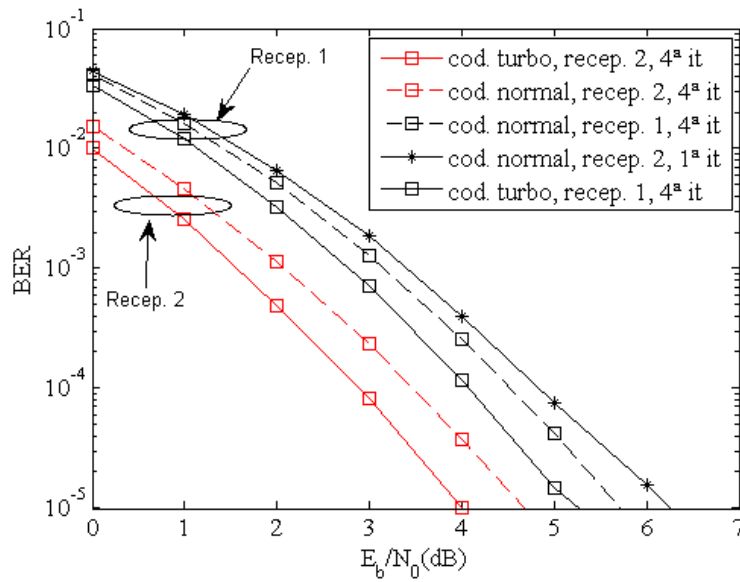 10^-1
10^-2
10^-3
10^-4
10^-5
BER
Recep. 1
Recep. 2
cod. turbo, recep. 2, 4ª it
cod. normal, recep. 2, 4ª it
cod. normal, recep. 1, 4ª it
cod. normal, recep. 2, 1ª it
cod. turbo, recep. 1, 4ª it
0 1 2 3 4 5 6 7
E_b/N_0(dB)